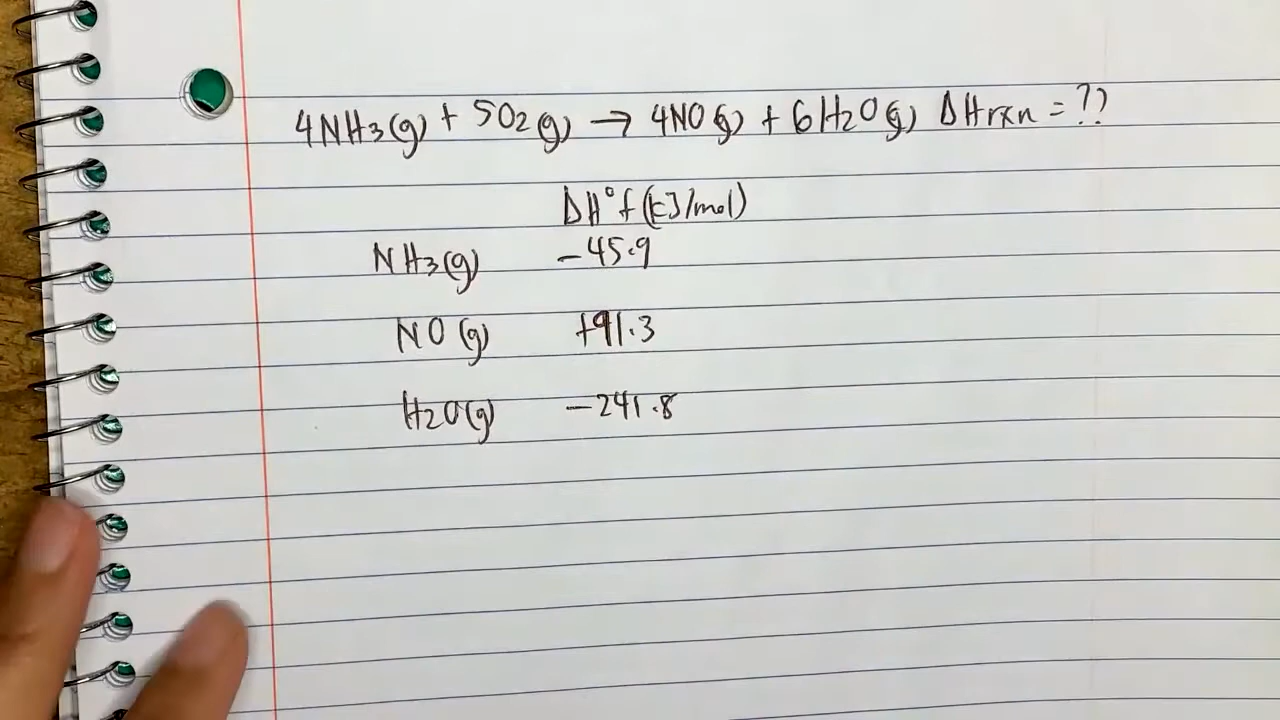 4NH3(g) + 5O2(g) → 4NO(g) + 6H2O(g) ΔHrxn = ??
ΔH°f (kJ/mol)
NH3(g) -45.9
NO(g) +91.3
H2O(g) -241.8